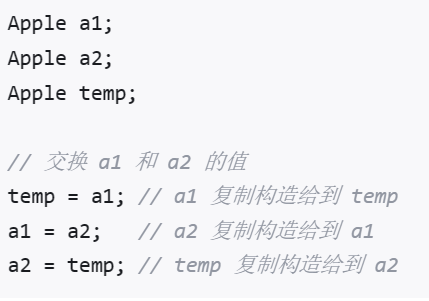 Apple a1;
Apple a2;
Apple temp;
// 交换 a1 和 a2 的值
temp = a1; // a1 复制构造给到 temp
a1 = a2;   // a2 复制构造给到 a1
a2 = temp; // temp 复制构造给到 a2